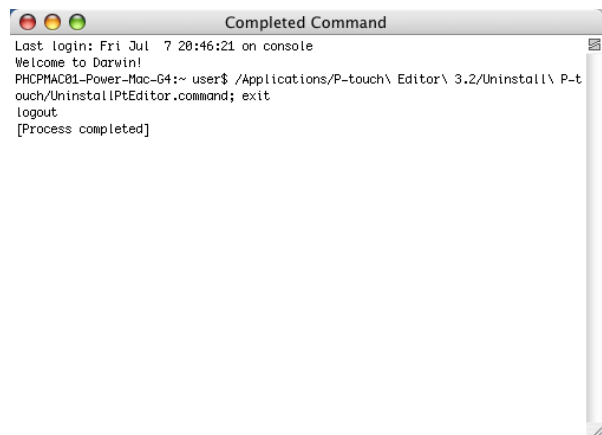 Completed Command
Last login: Fri Jul  7 20:46:21 on console
Welcome to Darwin!
PHCPMAC01-Power-Mac-G4:~ user$ /Applications/P-touch\ Editor\ 3.2/Uninstall\ P-t
ouch/UninstallPtEditor.command; exit
logout
[Process completed]